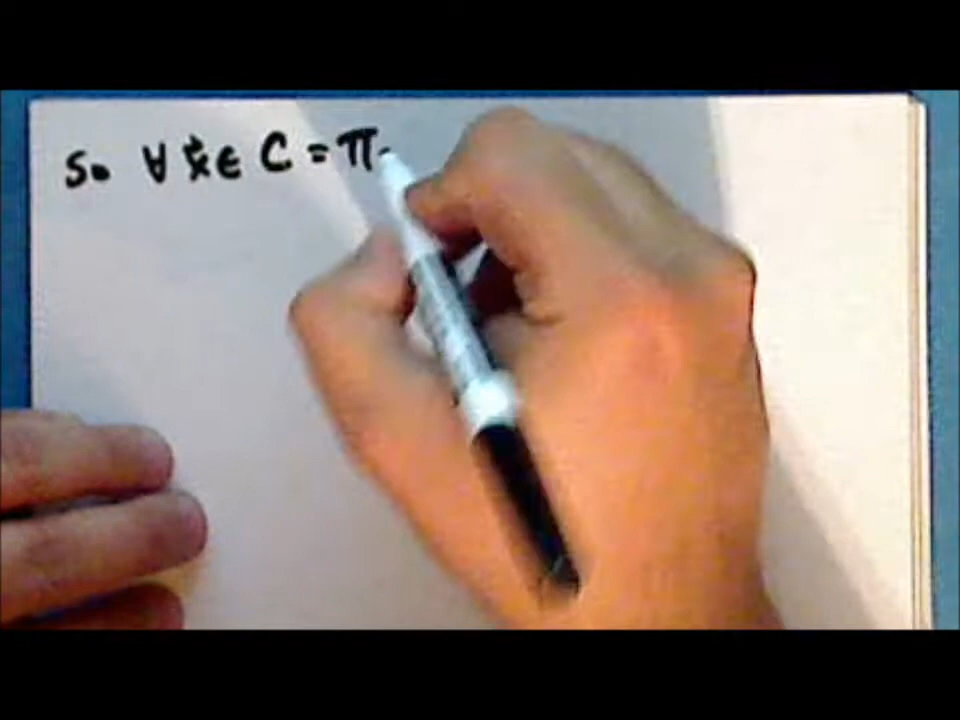 So ∀ x ∈ C = π